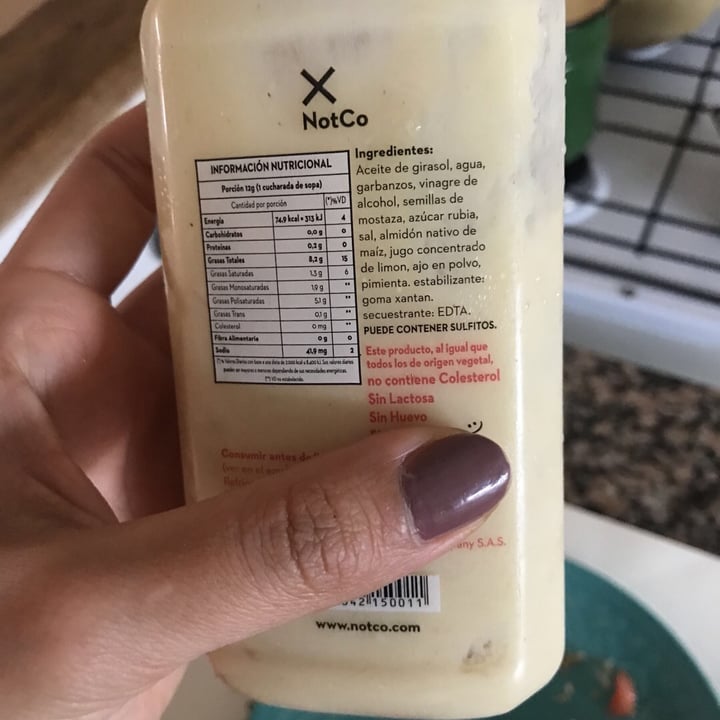 NotCo
INFORMACIÓN NUTRICIONAL
Porción 12g (1 cucharada de sopa)
Cantidad por porción (*)%VD
Energía 74,9 kcal = 313 kJ 4
Carbohidratos 0,0 g 0
Proteínas 0,2 g 0
Grasas Totales 8,2 g 15
Grasas Saturadas 1,3 g 6
Grasas Monosaturadas 1,9 g **
Grasas Polisaturadas 5,1 g **
Grasas Trans 0,1 g **
Colesterol 0 mg **
Fibra Alimentaria 0 g 0
Sodio 41,9 mg 2
Ingredientes:
Aceite de girasol, agua,
garbanzos, vinagre de
alcohol, semillas de
mostaza, azúcar rubia,
sal, almidón nativo de
maíz, jugo concentrado
de limon, ajo en polvo,
pimienta. estabilizante:
goma xantan.
secuestrante: EDTA.
PUEDE CONTENER SULFITOS.
Este producto, al igual que
todos los de origen vegetal,
no contiene Colesterol
Sin Lactosa
Sin Huevo
Consumir antes de
(ver en el
S.A.S.
150011
www.notco.com